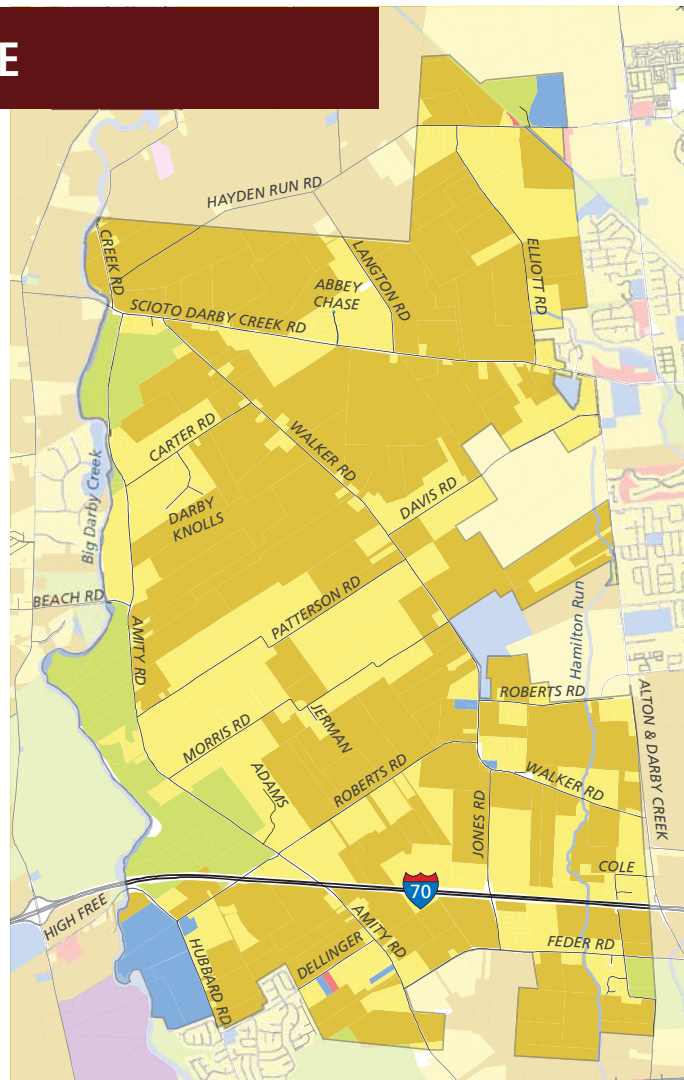 E
HAYDEN RUN RD
CREEK RD
LANGTON RD
ELLIOTT RD
ABBEY
CHASE
SCIOTO DARBY CREEK RD
CARTER RD
WALKER RD
Big Darby Creek
DAVIS RD
DARBY
KNOLLS
PATTERSON RD
BEACH RD
AMITY RD
Hamilton Run
ROBERTS RD
MORRIS RD
JERMAN
ALTON & DARBY CREEK
ADAMS
ROBERTS RD
WALKER RD
JONES RD
COLE
70
HIGH FREE
HUBBARD RD
AMITY RD
DELLINGER
FEDER RD